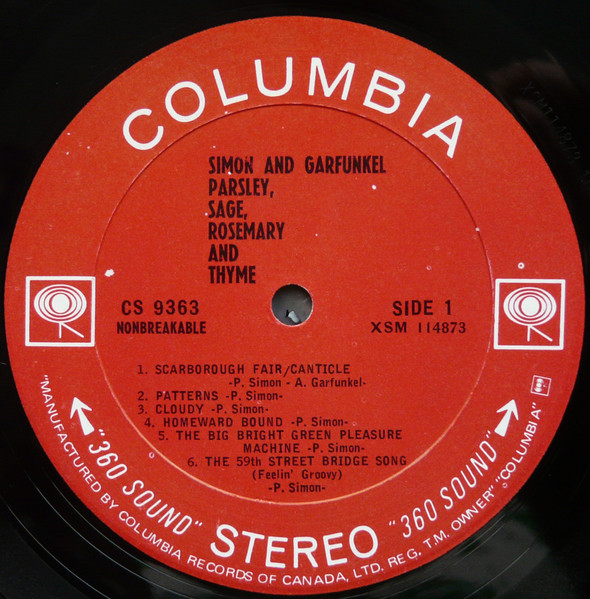 COLUMBIA
SIMON AND GARFUNKEL
PARSLEY,
SAGE,
ROSEMARY
AND
THYME
CS 9363
NONBREAKABLE
SIDE 1
XSM 114873
1. SCARBOROUGH FAIR/CANTICLE
-P. Simon - A. Garfunkel-
2. PATTERNS -P. Simon-
3. CLOUDY -P. Simon-
4. HOMEWARD BOUND -P. Simon-
5. THE BIG BRIGHT GREEN PLEASURE
MACHINE -P. Simon-
6. THE 59th STREET BRIDGE SONG
(Feelin' Groovy)
-P. Simon-
"360 SOUND" STEREO "360 SOUND"
"MANUFACTURED BY COLUMBIA RECORDS OF CANADA, LTD. REG. T.M. OWNER" "COLUMBIA"